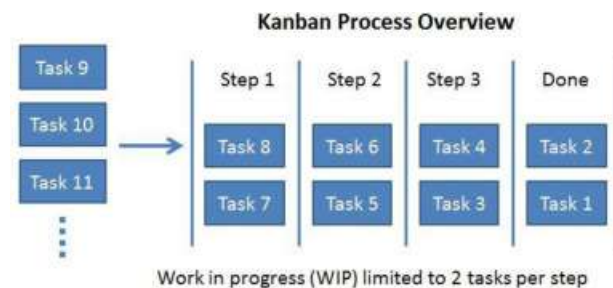 Kanban Process Overview
Task 9
Task 10
Task 11
Step 1 Step 2 Step 3 Done
Task 8 Task 6 Task 4 Task 2
Task 7 Task 5 Task 3 Task 1
Work in progress (WIP) limited to 2 tasks per step